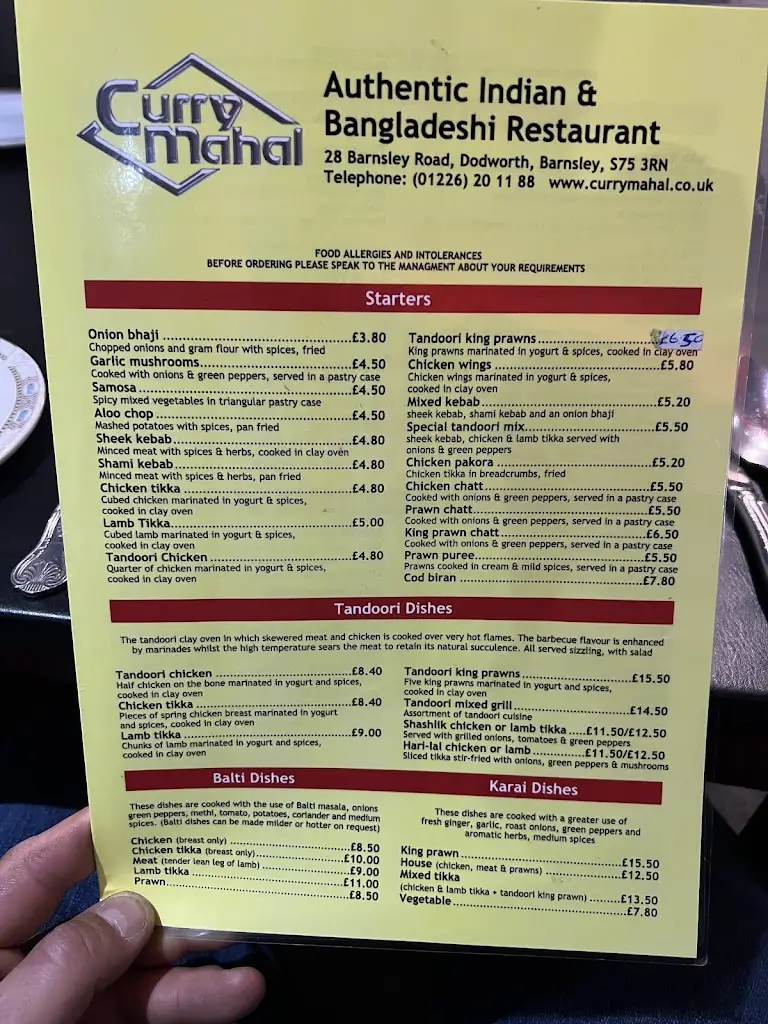 Curry
Mahal
Authentic Indian &
Bangladeshi Restaurant
28 Barnsley Road, Dodworth, Barnsley, S75 3RN
Telephone: (01226) 20 11 88 www.currymahal.co.uk
FOOD ALLERGIES AND INTOLERANCES
BEFORE ORDERING PLEASE SPEAK TO THE MANAGMENT ABOUT YOUR REQUIREMENTS
Starters
Onion bhaji ........ £3.80
Chopped onions and gram flour with spices, fried
Garlic mushrooms ........ £4.50
Cooked with onions & green peppers, served in a pastry case
Samosa ........ £4.50
Spicy mixed vegetables in triangular pastry case
Aloo chop ........ £4.50
Mashed potatoes with spices, pan fried
Sheek kebab ........ £4.80
Minced meat with spices & herbs, cooked in clay oven
Shami kebab ........ £4.80
Minced meat with spices & herbs, pan fried
Chicken tikka ........ £4.80
Cubed chicken marinated in yogurt & spices,
cooked in clay oven
Lamb Tikka ........ £5.00
Cubed lamb marinated in yogurt & spices,
cooked in clay oven
Tandoori Chicken ........ £4.80
Quarter of chicken marinated in yogurt & spices,
cooked in clay oven
Tandoori king prawns ........ £6.50
King prawns marinated in yogurt & spices, cooked in clay oven
Chicken wings ........ £5.80
Chicken wings marinated in yogurt & spices,
cooked in clay oven
Mixed kebab ........ £5.20
sheek kebab, shami kebab and an onion bhaji
Special tandoori mix ........ £5.50
sheek kebab, chicken & lamb tikka served with
onions & green peppers
Chicken pakora ........ £5.20
Chicken tikka in breadcrumbs, fried
Chicken chatt ........ £5.50
Cooked with onions & green peppers, served in a pastry case
Prawn chatt ........ £5.50
Cooked with onions & green peppers, served in a pastry case
King prawn chatt ........ £6.50
Cooked with onions & green peppers, served in a pastry case
Prawn puree ........ £5.50
Prawns cooked in cream & mild spices, served in a pastry case
Cod biran ........ £7.80
Tandoori Dishes
The tandoori clay oven in which skewered meat and chicken is cooked over very hot flames. The barbecue flavour is enhanced
by marinades whilst the high temperature sears the meat to retain its natural succulence. All served sizzling, with salad
Tandoori chicken ........ £8.40
Half chicken on the bone marinated in yogurt and spices,
cooked in clay oven
Chicken tikka ........ £8.40
Pieces of spring chicken breast marinated in yogurt
and spices, cooked in clay oven
Lamb tikka ........ £9.00
Chunks of lamb marinated in yogurt and spices,
cooked in clay oven
Tandoori king prawns ........ £15.50
Five king prawns marinated in yogurt and spices,
cooked in clay oven
Tandoori mixed grill ........ £14.50
Assortment of tandoori cuisine
Shashlik chicken or lamb tikka ..... £11.50/£12.50
Served with grilled onions, tomatoes & green peppers
Hari-lal chicken or lamb ........ £11.50/£12.50
Sliced tikka stir-fried with onions, green peppers & mushrooms
Balti Dishes
These dishes are cooked with the use of Balti masala, onions
green peppers, methi, tomato, potatoes, coriander and medium
spices. (Balti dishes can be made milder or hotter on request)
Chicken (breast only) ........ £8.50
Chicken tikka (breast only) ........ £10.00
Meat (tender lean leg of lamb) ........ £9.00
Lamb tikka ........ £11.00
Prawn ........ £8.50
Karai Dishes
These dishes are cooked with a greater use of
fresh ginger, garlic, roast onions, green peppers and
aromatic herbs, medium spices
King prawn ........ £15.50
House (chicken, meat & prawns) ........ £12.50
Mixed tikka
(chicken & lamb tikka + tandoori king prawn) ........ £13.50
Vegetable ........ £7.80